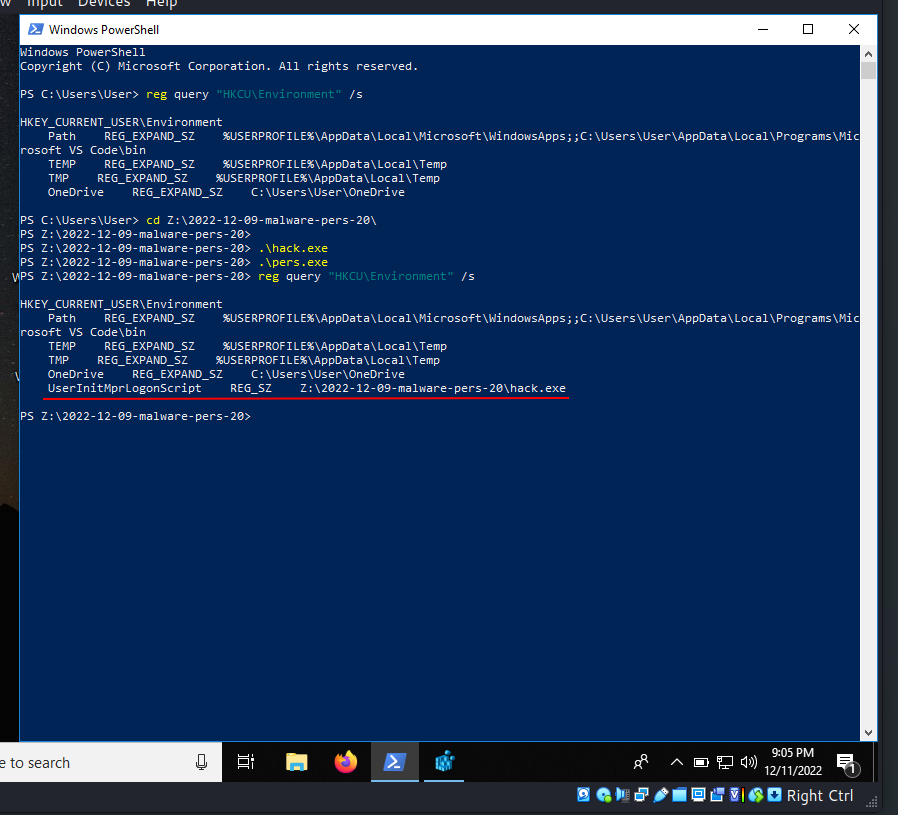 Input Devices Help
Windows PowerShell
Windows PowerShell
Copyright (C) Microsoft Corporation. All rights reserved.
PS C:\Users\User> reg query "HKCU\Environment" /s
HKEY_CURRENT_USER\Environment
Path REG_EXPAND_SZ %USERPROFILE%\AppData\Local\Microsoft\WindowsApps;;C:\Users\User\AppData\Local\Programs\Mic
rosoft VS Code\bin
TEMP REG_EXPAND_SZ %USERPROFILE%\AppData\Local\Temp
TMP REG_EXPAND_SZ %USERPROFILE%\AppData\Local\Temp
OneDrive REG_EXPAND_SZ C:\Users\User\OneDrive
PS C:\Users\User> cd Z:\2022-12-09-malware-pers-20\
PS Z:\2022-12-09-malware-pers-20>
PS Z:\2022-12-09-malware-pers-20> .\hack.exe
PS Z:\2022-12-09-malware-pers-20> .\pers.exe
PS Z:\2022-12-09-malware-pers-20> reg query "HKCU\Environment" /s
HKEY_CURRENT_USER\Environment
Path REG_EXPAND_SZ %USERPROFILE%\AppData\Local\Microsoft\WindowsApps;;C:\Users\User\AppData\Local\Programs\Mic
rosoft VS Code\bin
TEMP REG_EXPAND_SZ %USERPROFILE%\AppData\Local\Temp
TMP REG_EXPAND_SZ %USERPROFILE%\AppData\Local\Temp
OneDrive REG_EXPAND_SZ C:\Users\User\OneDrive
UserInitMprLogonScript REG_SZ Z:\2022-12-09-malware-pers-20\hack.exe
PS Z:\2022-12-09-malware-pers-20>
e to search
9:05 PM
12/11/2022
1
Right Ctrl